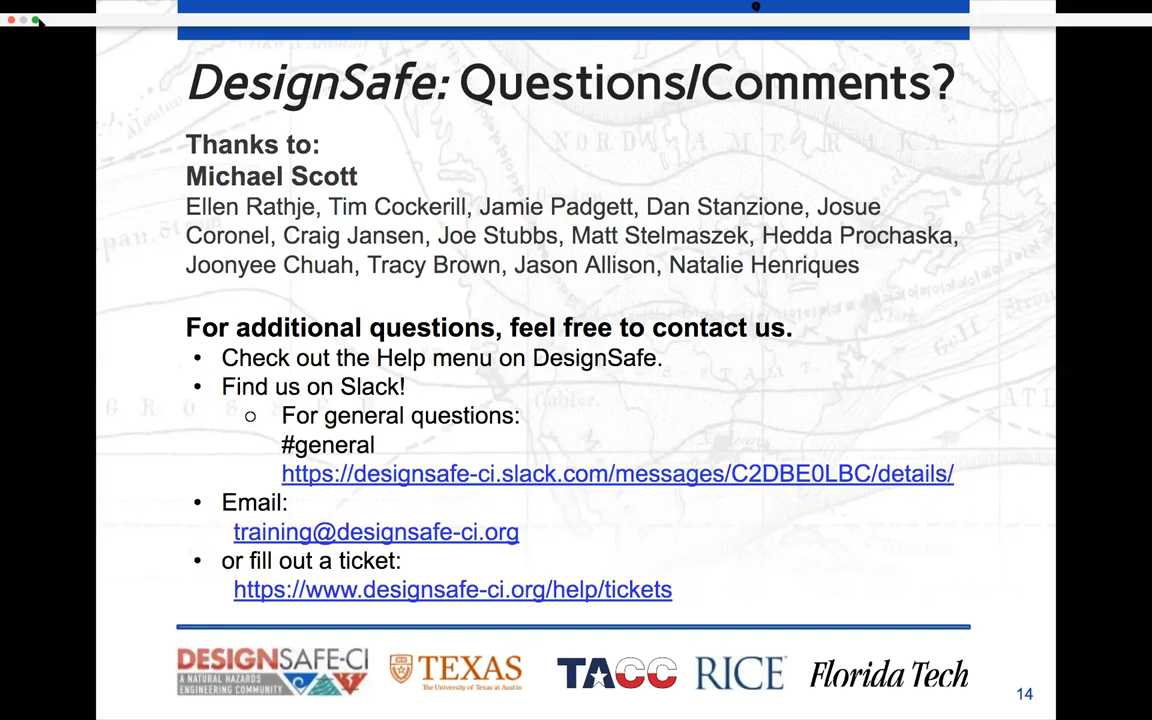 DesignSafe: Questions/Comments?
Thanks to:
Michael Scott
Ellen Rathje, Tim Cockerill, Jamie Padgett, Dan Stanzione, Josue
Coronel, Craig Jansen, Joe Stubbs, Matt Stelmaszek, Hedda Prochaska,
Joonyee Chuah, Tracy Brown, Jason Allison, Natalie Henriques
For additional questions, feel free to contact us.
• Check out the Help menu on DesignSafe.
• Find us on Slack!
○ For general questions:
#general
https://designsafe-ci.slack.com/messages/C2DBE0LBC/details/
• Email:
training@designsafe-ci.org
• or fill out a ticket:
https://www.designsafe-ci.org/help/tickets
DESIGNSAFE-CI
A NATURAL HAZARDS
ENGINEERING COMMUNITY
TEXAS
The University of Texas at Austin
TACC
RICE
Florida Tech
14